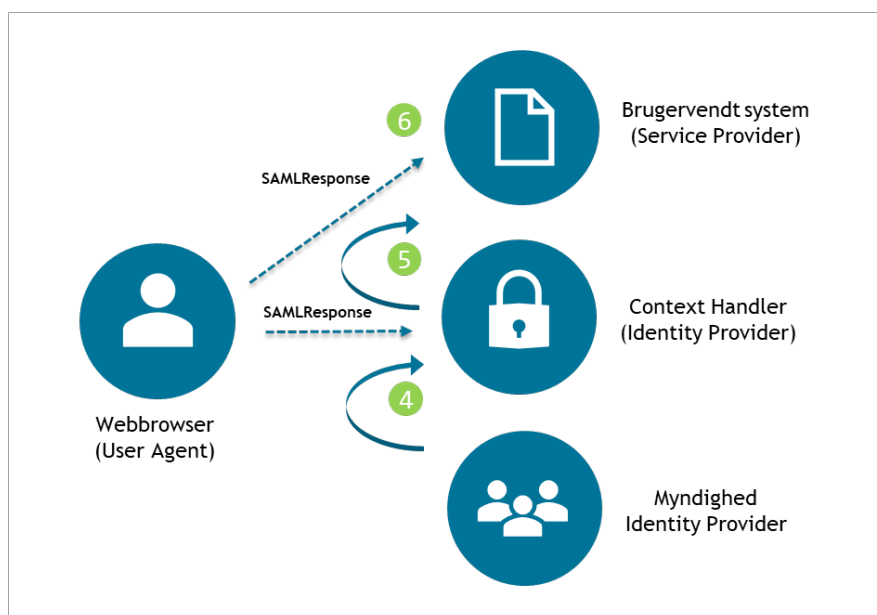 6
Brugervendt system
(Service Provider)
SAMLResponse
5
SAMLResponse
Context Handler
(Identity Provider)
4
Webbrowser
(User Agent)
Myndighed
Identity Provider